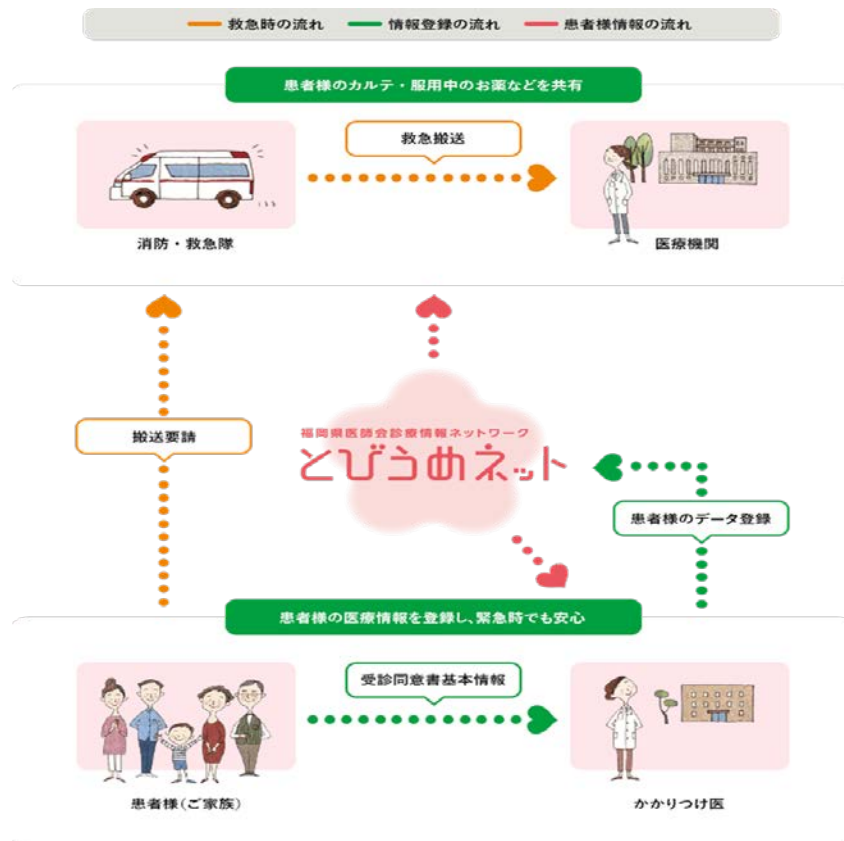 救急時の流れ 情報登録の流れ 患者様情報の流れ
患者様のカルテ・服用中のお薬などを共有
救急搬送
消防・救急隊
医療機関
搬送要請
福岡県医師会診療情報ネットワーク
とびうめネット
患者様のデータ登録
患者様の医療情報を登録し、緊急時でも安心
受診同意書基本情報
患者様(ご家族)
かかりつけ医